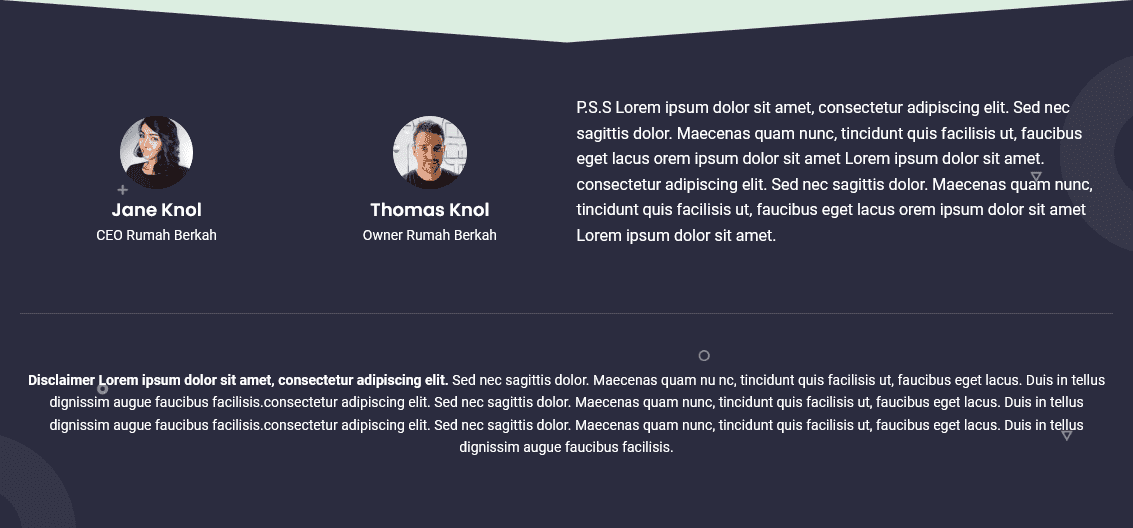 Jane Knol
CEO Rumah Berkah
Thomas Knol
Owner Rumah Berkah
P.S.S Lorem ipsum dolor sit amet, consectetur adipiscing elit. Sed nec
sagittis dolor. Maecenas quam nunc, tincidunt quis facilisis ut, faucibus
eget lacus orem ipsum dolor sit amet Lorem ipsum dolor sit amet.
consectetur adipiscing elit. Sed nec sagittis dolor. Maecenas quam nunc,
tincidunt quis facilisis ut, faucibus eget lacus orem ipsum dolor sit amet
Lorem ipsum dolor sit amet.
Disclaimer Lorem ipsum dolor sit amet, consectetur adipiscing elit. Sed nec sagittis dolor. Maecenas quam nu nc, tincidunt quis facilisis ut, faucibus eget lacus. Duis in tellus
dignissim augue faucibus facilisis.consectetur adipiscing elit. Sed nec sagittis dolor. Maecenas quam nunc, tincidunt quis facilisis ut, faucibus eget lacus. Duis in tellus
dignissim augue faucibus facilisis.consectetur adipiscing elit. Sed nec sagittis dolor. Maecenas quam nunc, tincidunt quis facilisis ut, faucibus eget lacus. Duis in tellus
dignissim augue faucibus facilisis.